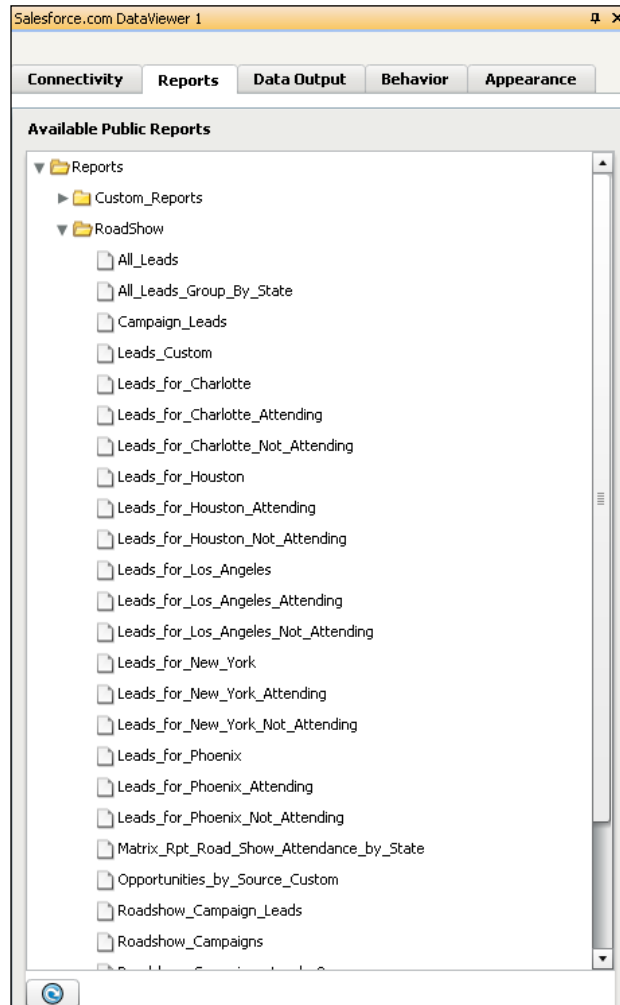 Salesforce.com DataViewer 1
Connectivity Reports Data Output Behavior Appearance
Available Public Reports
Reports
Custom_Reports
RoadShow
All_Leads
All_Leads_Group_By_State
Campaign_Leads
Leads_Custom
Leads_for_Charlotte
Leads_for_Charlotte_Attending
Leads_for_Charlotte_Not_Attending
Leads_for_Houston
Leads_for_Houston_Attending
Leads_for_Houston_Not_Attending
Leads_for_Los_Angeles
Leads_for_Los_Angeles_Attending
Leads_for_Los_Angeles_Not_Attending
Leads_for_New_York
Leads_for_New_York_Attending
Leads_for_New_York_Not_Attending
Leads_for_Phoenix
Leads_for_Phoenix_Attending
Leads_for_Phoenix_Not_Attending
Matrix_Rpt_Road_Show_Attendance_by_State
Opportunities_by_Source_Custom
Roadshow_Campaign_Leads
Roadshow_Campaigns